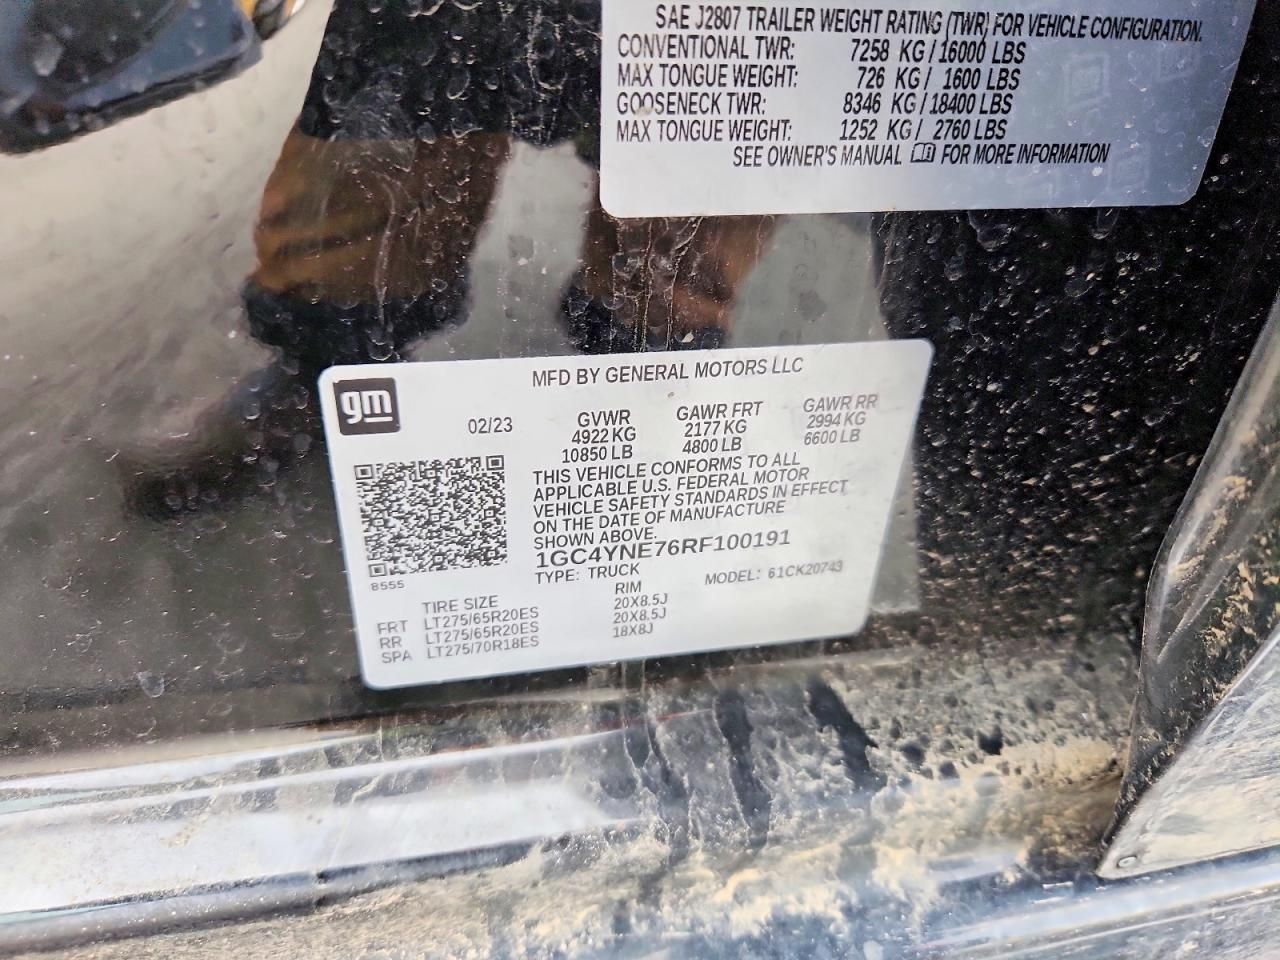 SAE J2807 TRAILER WEIGHT RATING (TWR) FOR VEHICLE CONFIGURATION.
CONVENTIONAL TWR: 7258 KG/16000 LBS
MAX TONGUE WEIGHT: 726 KG/ 1600 LBS
GOOSENECK TWR: 8346 KG/18400 LBS
MAX TONGUE WEIGHT: 1252 KG/ 2760 LBS
SEE OWNER'S MANUAL FOR MORE INFORMATION
gm
MFD BY GENERAL MOTORS LLC
02/23 GVWR GAWR FRT GAWR RR
4922 KG 2177 KG 2994 KG
10850 LB 4800 LB 6600 LB
THIS VEHICLE CONFORMS TO ALL
APPLICABLE U.S. FEDERAL MOTOR
VEHICLE SAFETY STANDARDS IN EFFECT
ON THE DATE OF MANUFACTURE
SHOWN ABOVE.
1GC4YNE76RF100191
8555
TYPE: TRUCK MODEL: 61CK20743
TIRE SIZE RIM
FRT LT275/65R20ES 20X8.5J
RR LT275/65R20ES 20X8.5J
SPA LT275/70R18ES 18X8J